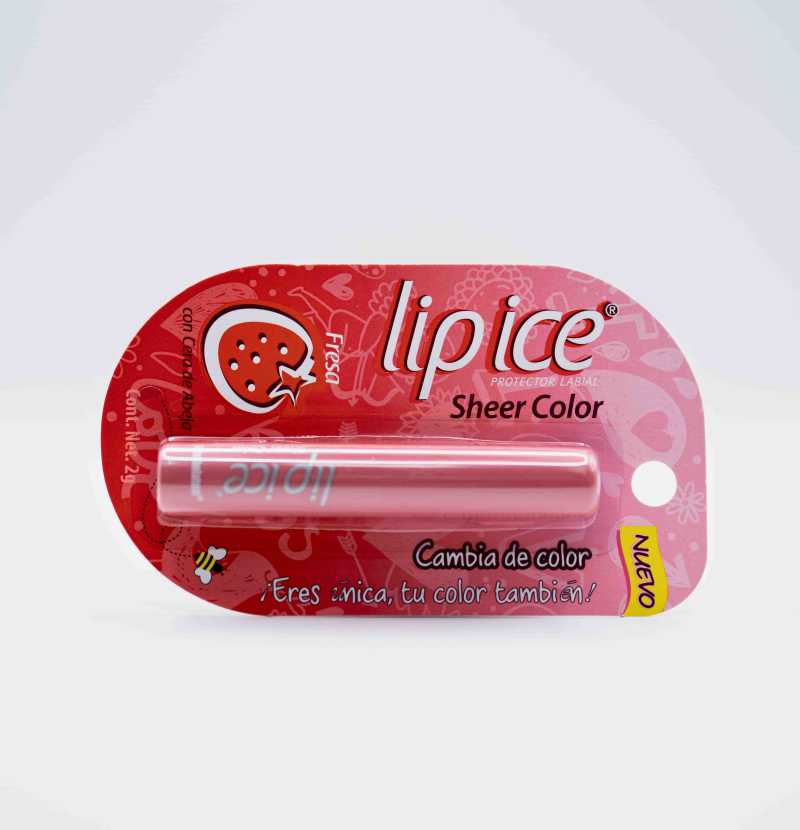 lip ice®
PROTECTOR LABIAL
Sheer Color
Fresa
con Cera de Abeja
Cont. Net. 2g
lip ice®
Cambia de color
¡Eres única, tu color también!
NUEVO